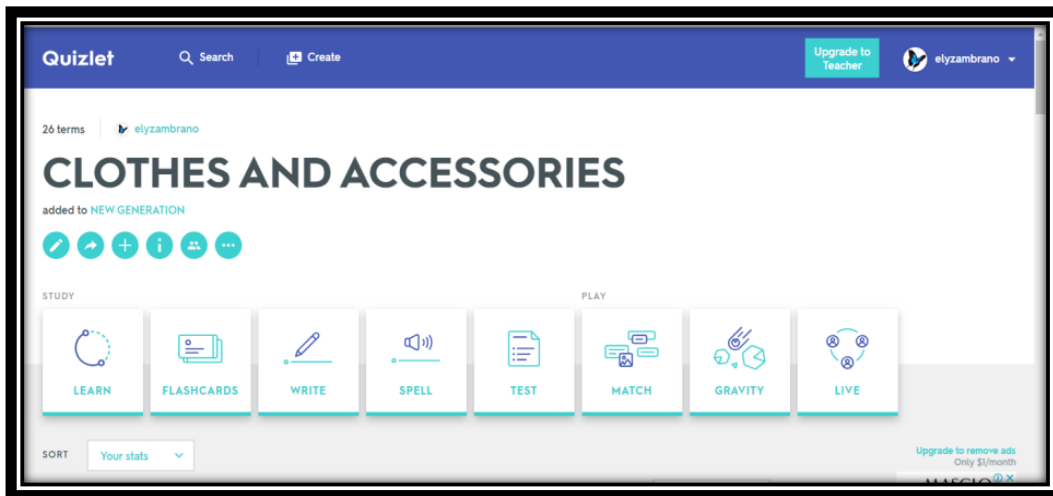 Quizlet
Search
Create
Upgrade to
Teacher
elyzambrano
26 terms
elyzambrano
CLOTHES AND ACCESSORIES
added to NEW GENERATION
STUDY
PLAY
LEARN
FLASHCARDS
WRITE
SPELL
TEST
MATCH
GRAVITY
LIVE
SORT
Your stats
Upgrade to remove ads
Only $1/month